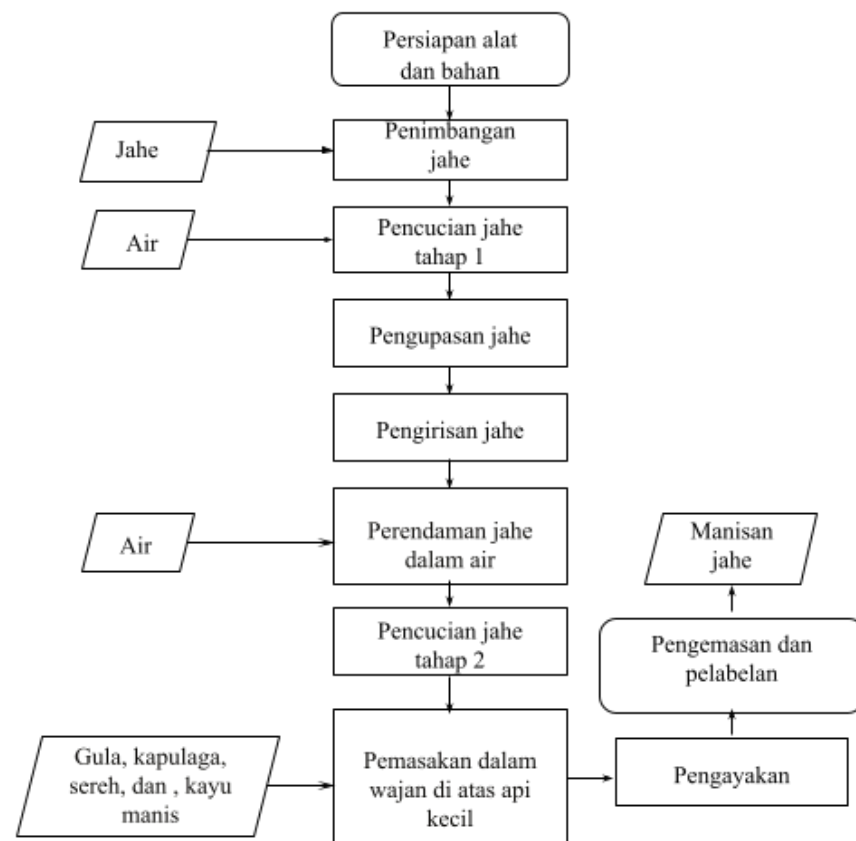 Persiapan alat
dan bahan
Jahe
Penimbangan
jahe
Air
Pencucian jahe
tahap 1
Pengupasan jahe
Pengirisan jahe
Air
Perendaman jahe
dalam air
Pencucian jahe
tahap 2
Gula, kapulaga,
sereh, dan , kayu
manis
Pemasakan dalam
wajan di atas api
kecil
Pengayakan
Pengemasan dan
pelabelan
Manisan
jahe